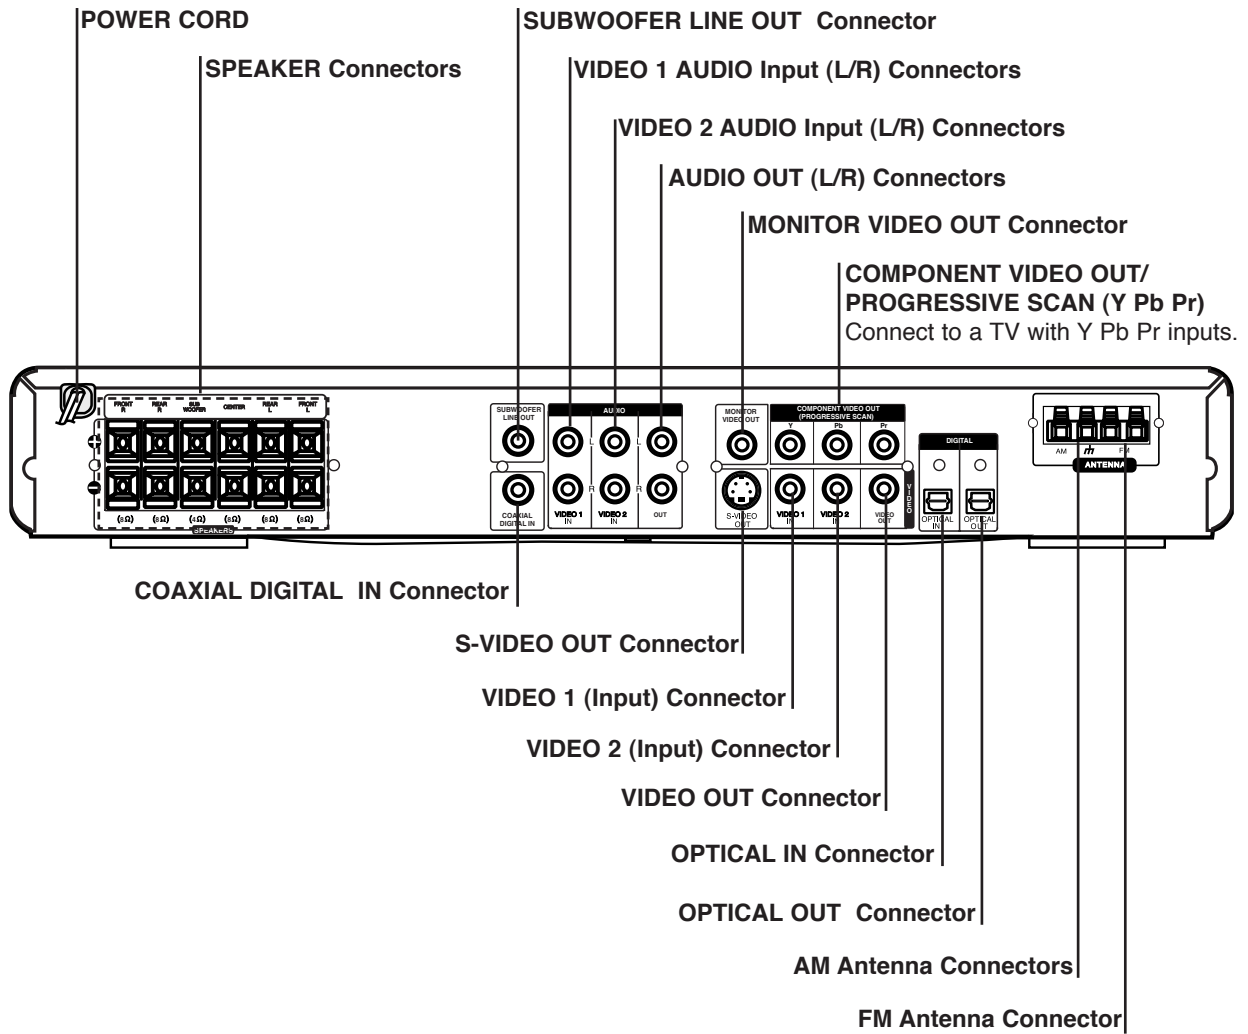 POWER CORD
SUBWOOFER LINE OUT Connector
SPEAKER Connectors
VIDEO 1 AUDIO Input (L/R) Connectors
VIDEO 2 AUDIO Input (L/R) Connectors
AUDIO OUT (L/R) Connectors
MONITOR VIDEO OUT Connector
COMPONENT VIDEO OUT/
PROGRESSIVE SCAN (Y Pb Pr)
Connect to a TV with Y Pb Pr inputs.
FRONT R
REAR R
SUB WOOFER
CENTER
REAR L
FRONT L
(8Ω) (8Ω) (4Ω) (8Ω) (8Ω) (8Ω)
SPEAKERS
SUBWOOFER
LINE OUT
COAXIAL
DIGITAL IN
AUDIO
L L
R R
VIDEO 1
IN
VIDEO 2
IN
OUT
MONITOR
VIDEO OUT
S-VIDEO
OUT
COMPONENT VIDEO OUT
(PROGRESSIVE SCAN)
Y Pb Pr
VIDEO 1
IN
VIDEO 2
IN
VIDEO
OUT
VIDEO
DIGITAL
OPTICAL
IN
OPTICAL
OUT
AM FM
ANTENNA
COAXIAL DIGITAL IN Connector
S-VIDEO OUT Connector
VIDEO 1 (Input) Connector
VIDEO 2 (Input) Connector
VIDEO OUT Connector
OPTICAL IN Connector
OPTICAL OUT Connector
AM Antenna Connectors
FM Antenna Connector